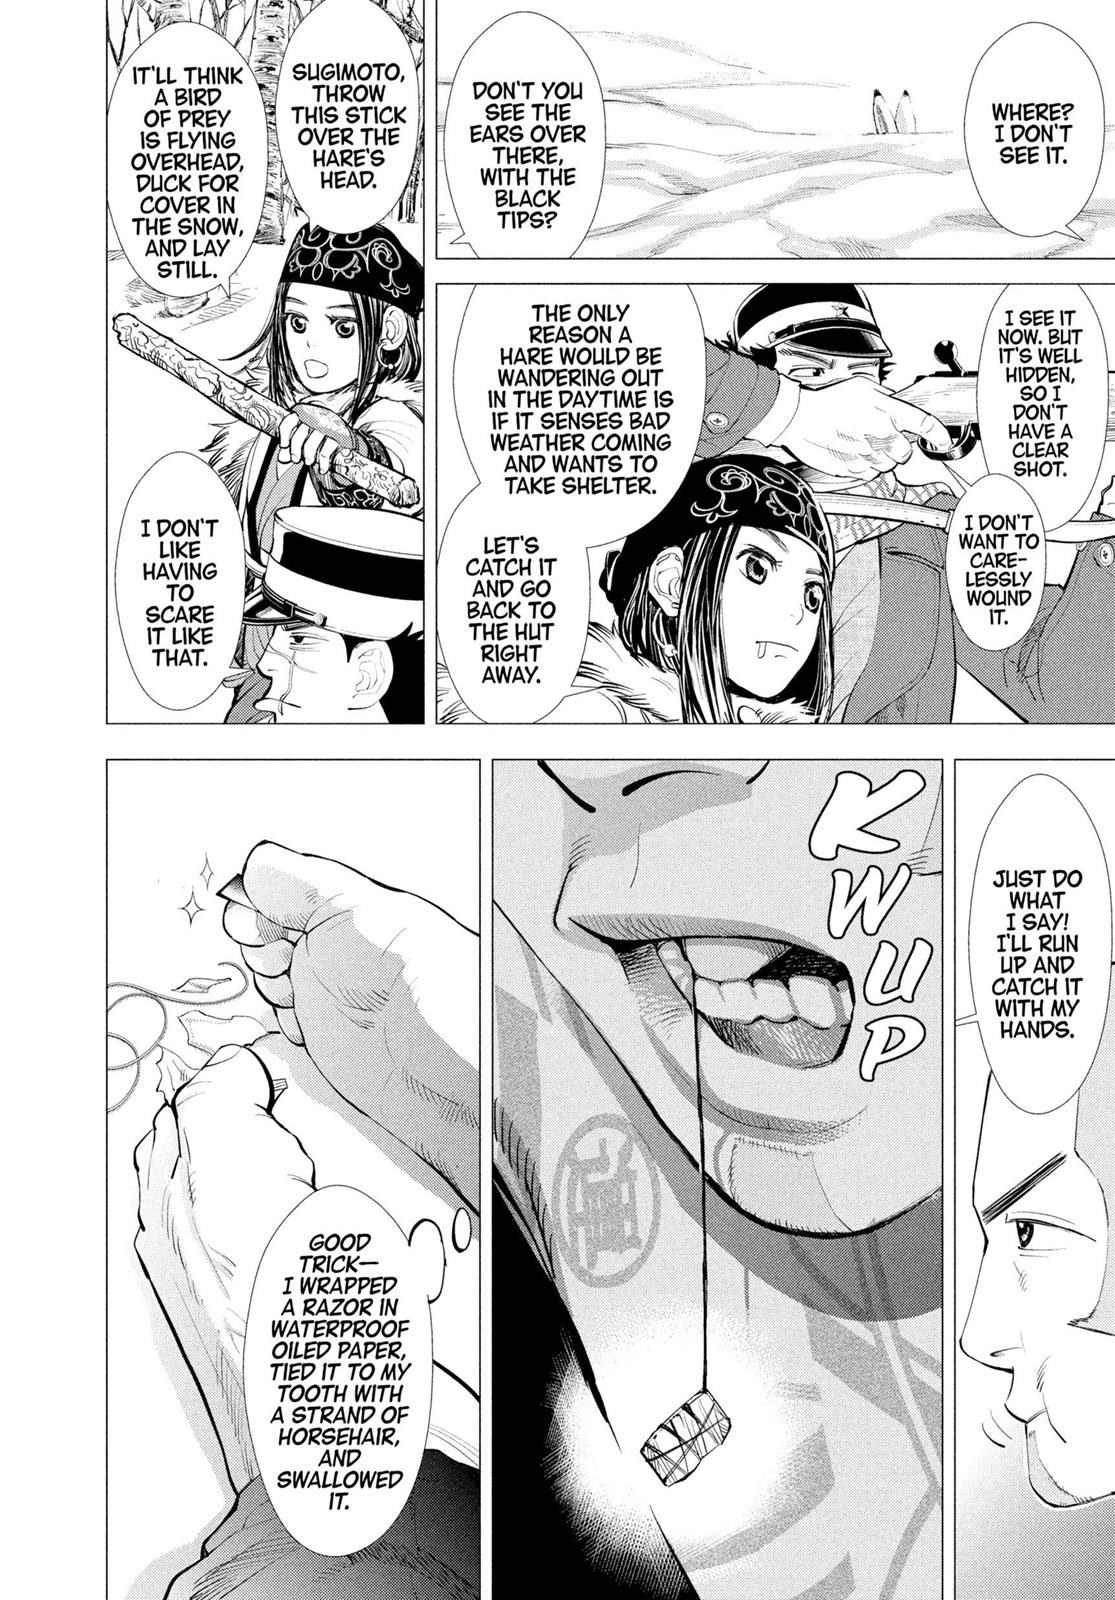 WHERE?
I DON'T
SEE IT.
DON'T YOU
SEE THE
EARS OVER
THERE,
WITH THE
BLACK
TIPS?
I SEE IT
NOW. BUT
IT'S WELL
HIDDEN,
SO I
DON'T
HAVE A
CLEAR
SHOT.
I DON'T
WANT TO
CARE-
LESSLY
WOUND
IT.
THE ONLY
REASON A
HARE WOULD BE
WANDERING OUT
IN THE DAYTIME IS
IF IT SENSES BAD
WEATHER COMING
AND WANTS TO
TAKE SHELTER.
LET'S
CATCH IT
AND GO
BACK TO
THE HUT
RIGHT
AWAY.
SUGIMOTO,
THROW
THIS STICK
OVER THE
HARE'S
HEAD.
IT'LL THINK
A BIRD
OF PREY
IS FLYING
OVERHEAD,
DUCK FOR
COVER IN
THE SNOW,
AND LAY
STILL.
I DON'T
LIKE
HAVING
TO
SCARE
IT LIKE
THAT.
JUST DO
WHAT
I SAY!
I'LL RUN
UP AND
CATCH IT
WITH MY
HANDS.
KWUP
GOOD
TRICK—
I WRAPPED
A RAZOR IN
WATERPROOF
OILED PAPER,
TIED IT TO MY
TOOTH WITH
A STRAND OF
HORSEHAIR,
AND
SWALLOWED
IT.